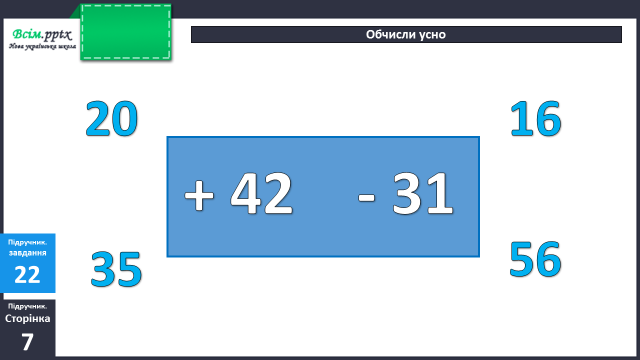 Всім.pptx
Нова українська школа
Обчисли усно
20
16
+ 42 - 31
35
56
Підручник.
завдання
22
Підручник.
Сторінка
7